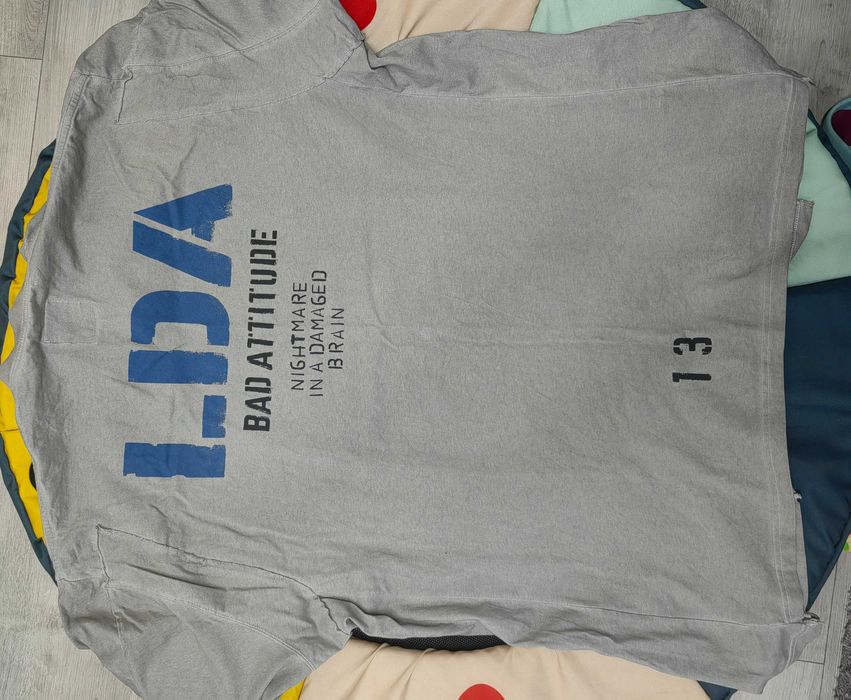 LDA
BAD ATTITUDE
NIGHTMARE
IN A DAMAGED
BRAIN
13